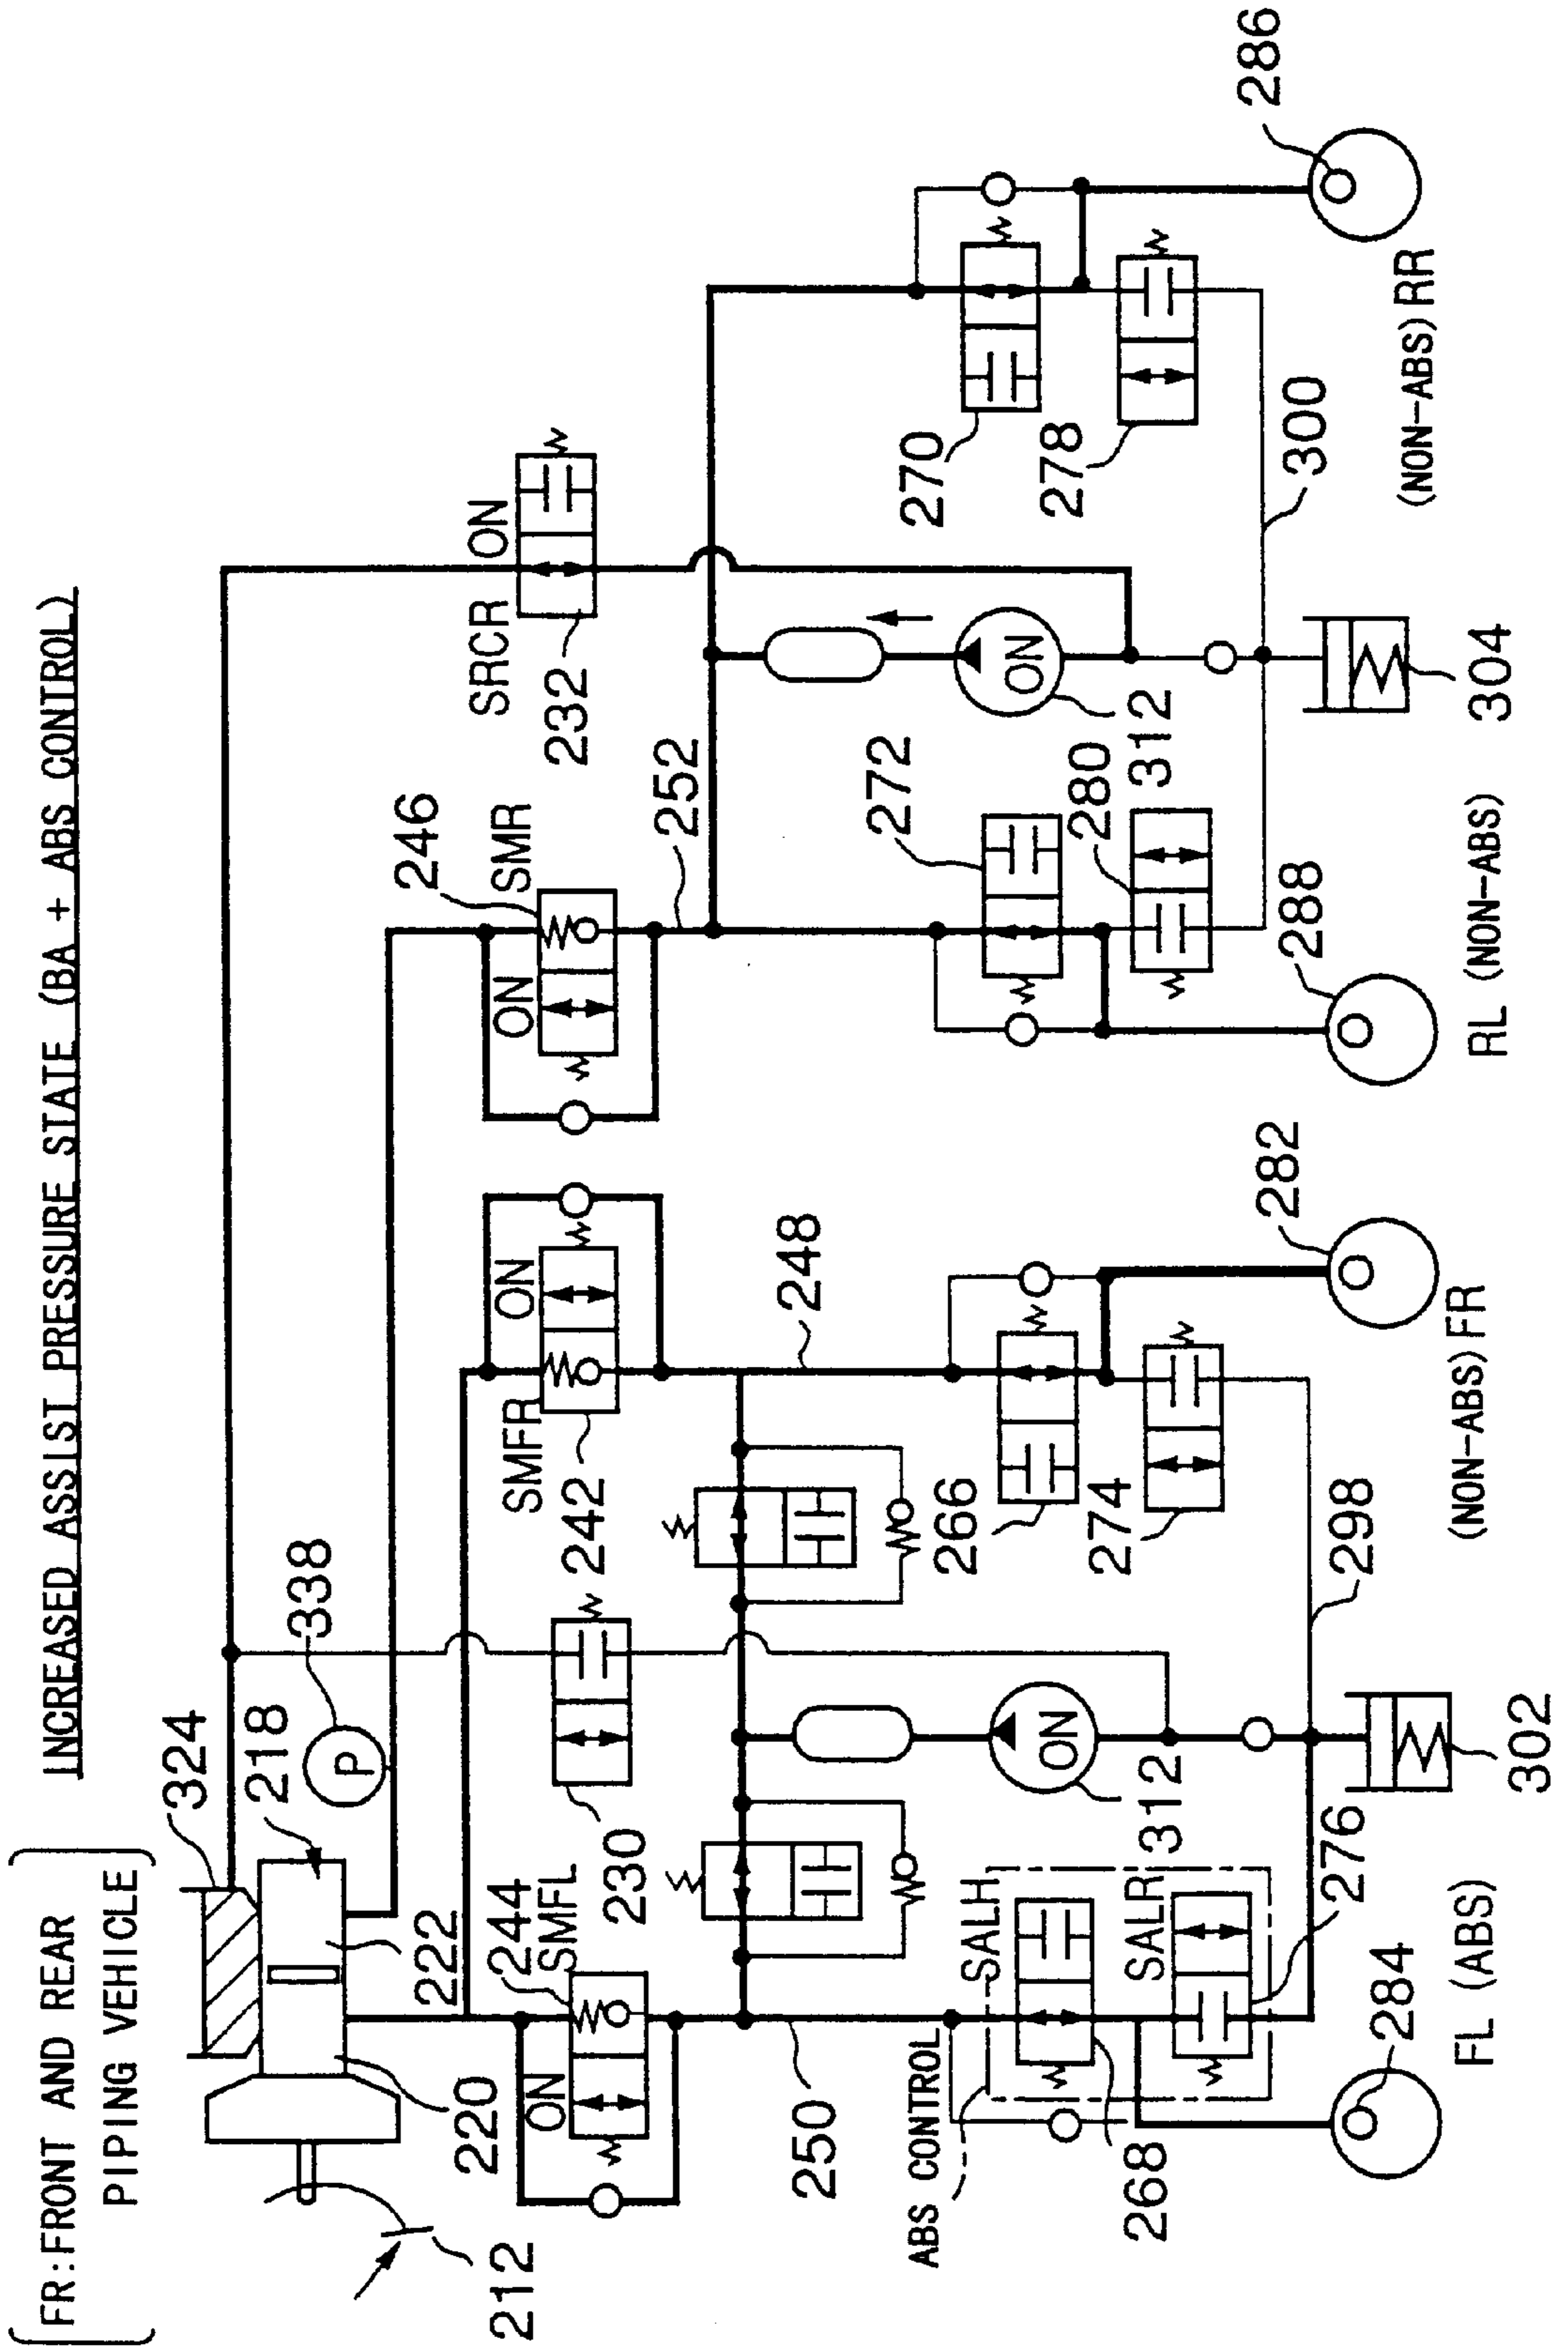 INCREASED ASSIST PRESSURE STATE (BA + ABS CONTROL)
FR:FRONT AND REAR
PIPING VEHICLE
324
218
338
222
220
212
244
SMFL
ON
230
SMFR
242
ON
246
SMR
ON
SRCR ON
232
250
248
252
ABS CONTROL
SALH
SALR
268
276
312
ON
266
274
298
272
280
312
ON
270
278
300
284
302
282
288
304
286
P
FL (ABS)
(NON-ABS) FR
RL (NON-ABS)
(NON-ABS) RR